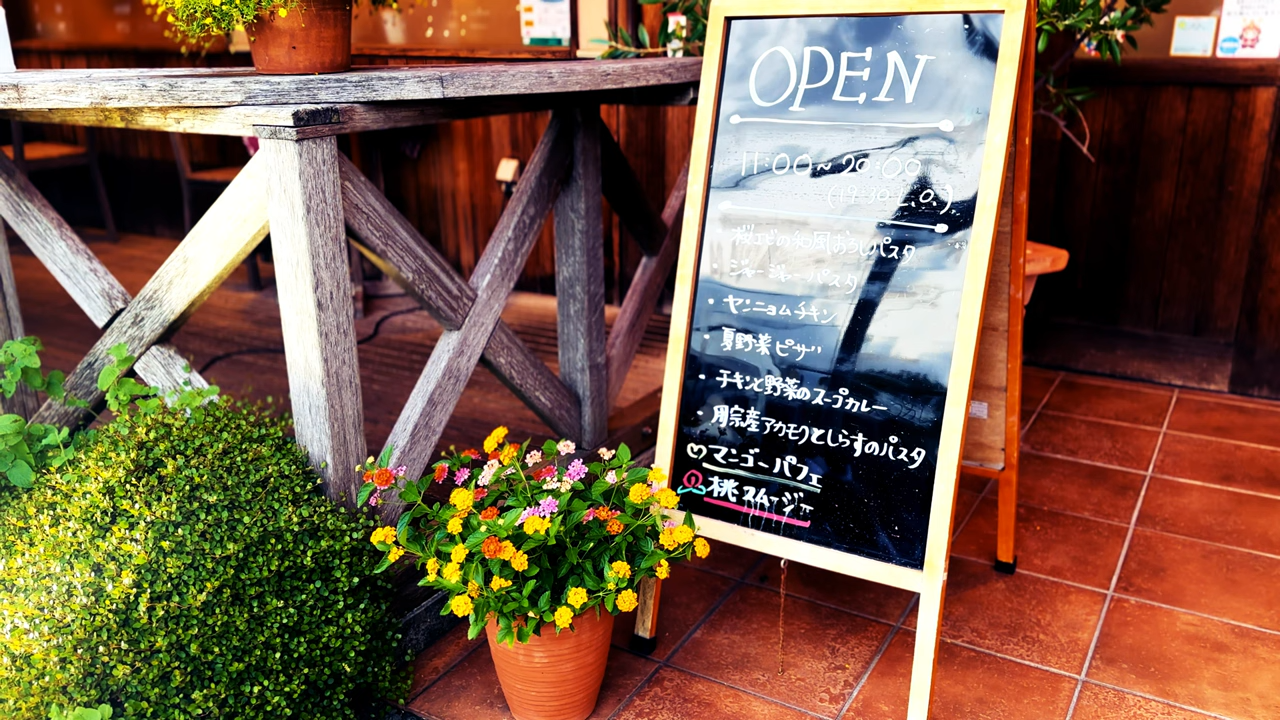 OPEN
11:00~20:00
(19:30 L.O.)
・桜エビの和風おろしパスタ
・ジャージャーパスタ
・ヤンニョムチキン
・夏野菜ピザ
・チキンと野菜のスープカレー
・用宗産アカモクとしらすのパスタ
♡マンゴーパフェ
桃スムージー